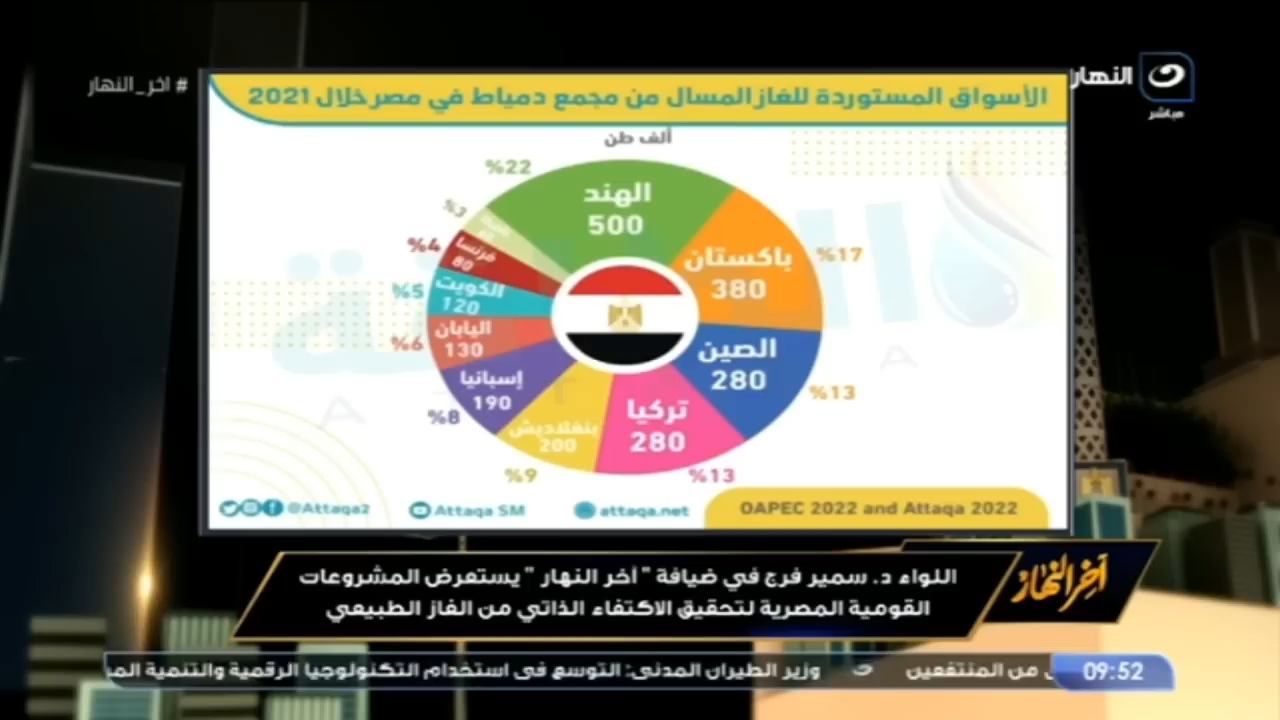 # اخر_النهار
النهار
مباشر
الأسواق المستوردة للغاز المسال من مجمع دمياط في مصر خلال 2021
ألف طن
%22
الهند
500
باكستان
380
%17
الصين
280
%13
تركيا
280
%13
بنغلاديش
200
%9
إسبانيا
190
%8
اليابان
130
%6
الكويت
120
%5
فرنسا
80
%4
%3
@Attaqa2
Attaqa SM
attaqa.net
OAPEC 2022 and Attaqa 2022
آخر النهار
اللواء د. سمير فرج في ضيافة " آخر النهار " يستعرض المشروعات
القومية المصرية لتحقيق الاكتفاء الذاتي من الغاز الطبيعي
من المنتفعين وزير الطيران المدنى: التوسع فى استخدام التكنولوجيا الرقمية والتنمية
09:52